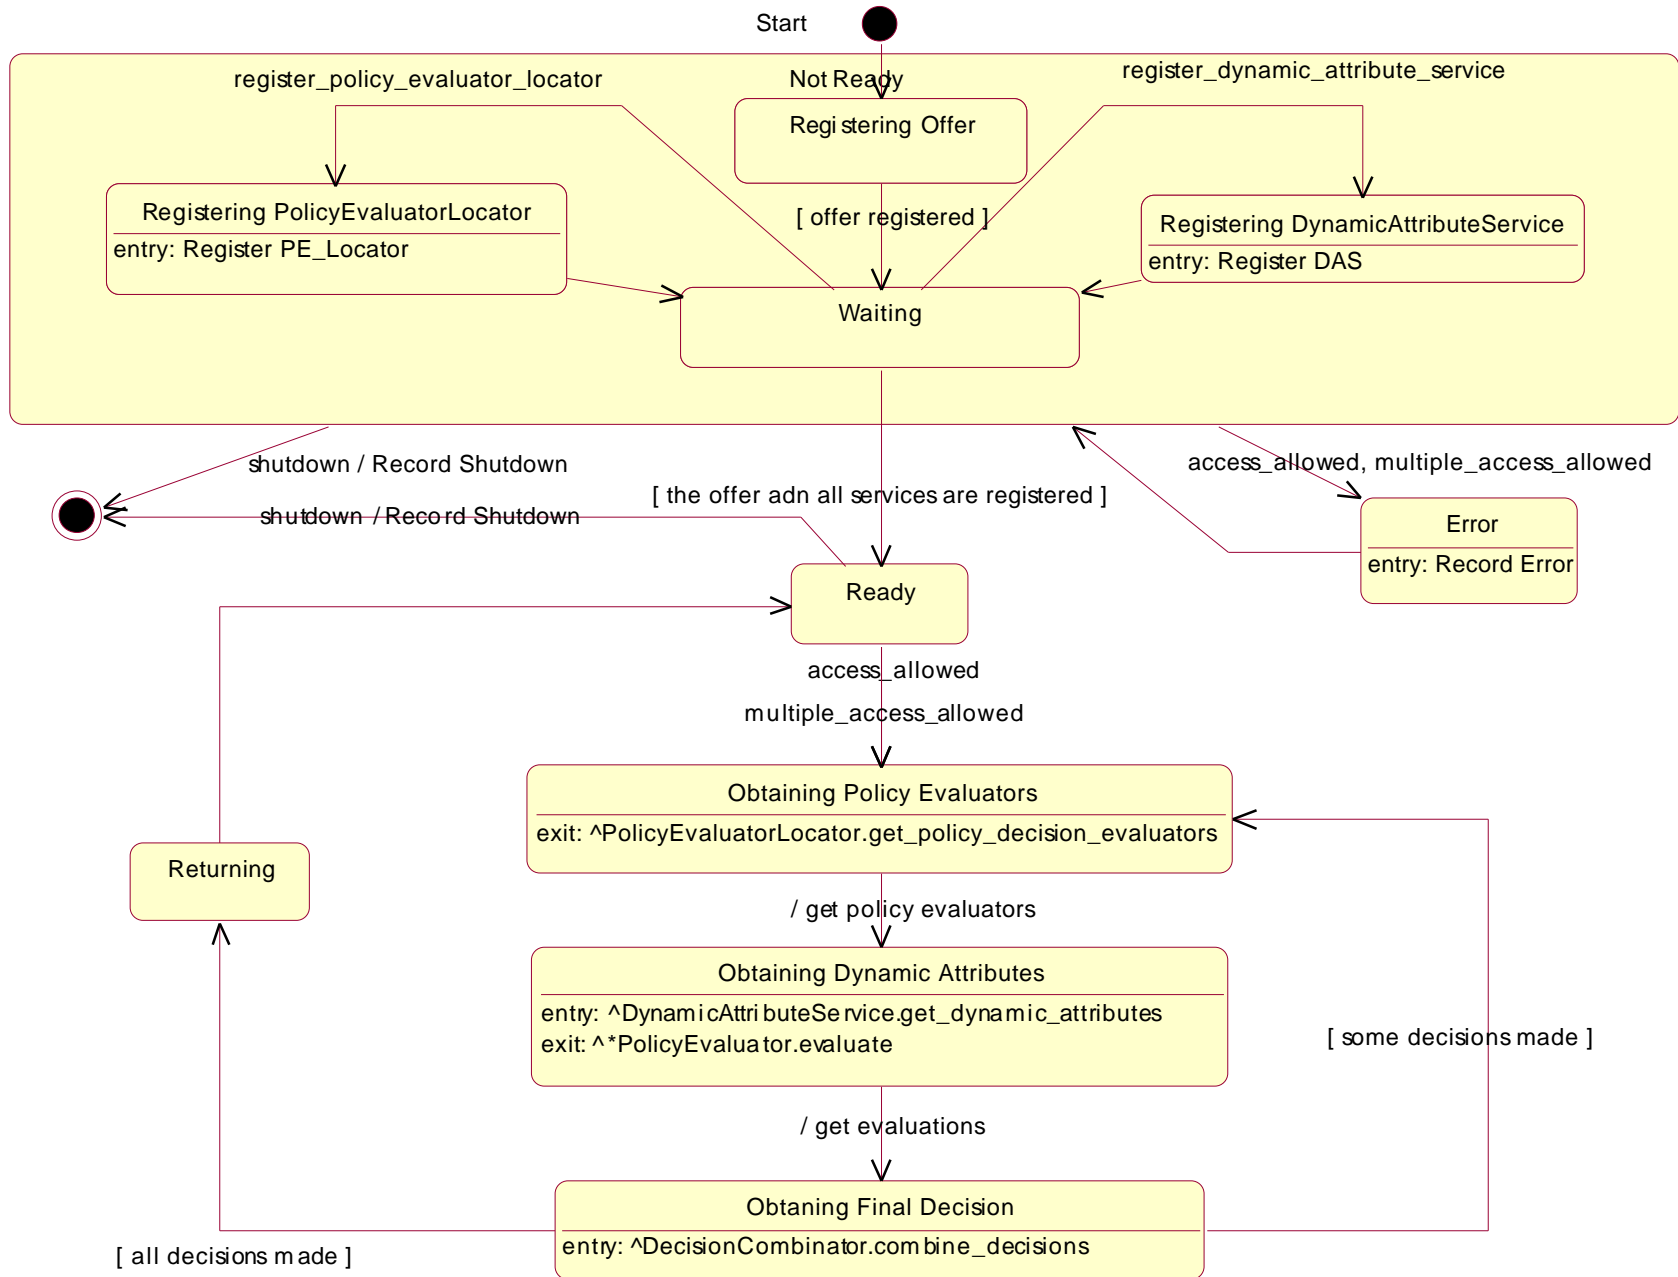 Start
register_policy_evaluator_locator
Not Ready
register_dynamic_attribute_service
Registering Offer
Registering PolicyEvaluatorLocator
entry: Register PE_Locator
[ offer registered ]
Registering DynamicAttributeService
entry: Register DAS
Waiting
shutdown / Record Shutdown
access_allowed, multiple_access_allowed
[ the offer adn all services are registered ]
shutdown / Record Shutdown
Error
entry: Record Error
Ready
access_allowed
multiple_access_allowed
Obtaining Policy Evaluators
exit: ^PolicyEvaluatorLocator.get_policy_decision_evaluators
Returning
/ get policy evaluators
Obtaining Dynamic Attributes
entry: ^DynamicAttributeService.get_dynamic_attributes
exit: ^*PolicyEvaluator.evaluate
[ some decisions made ]
/ get evaluations
Obtaning Final Decision
entry: ^DecisionCombinator.combine_decisions
[ all decisions made ]